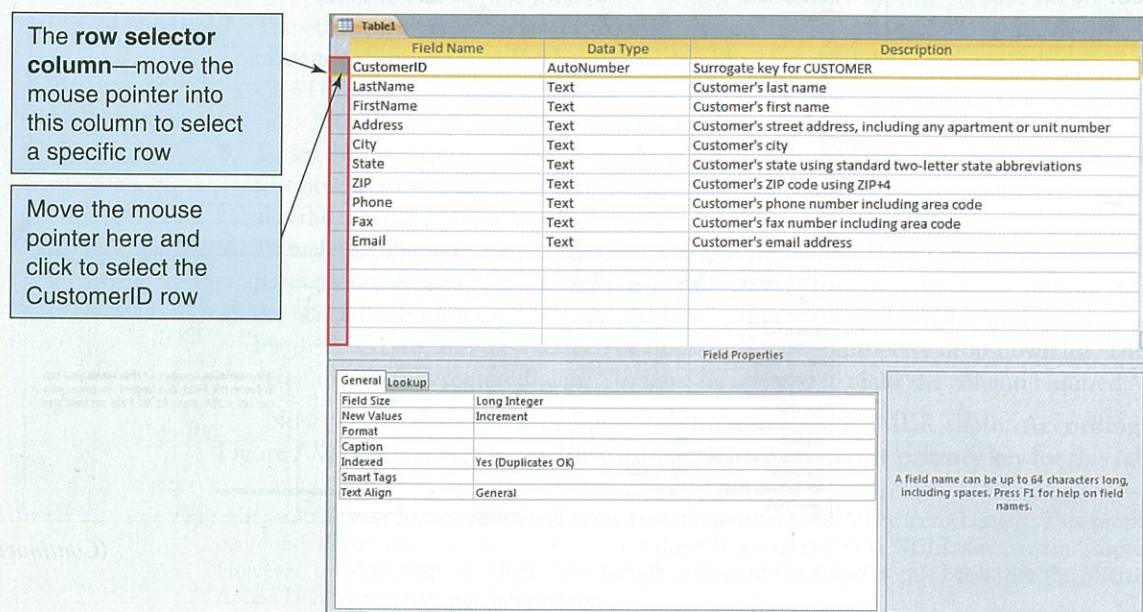 The row selector
column—move the
mouse pointer into
this column to select
a specific row
Move the mouse
pointer here and
click to select the
CustomerID row
Table1
Field Name Data Type Description
CustomerID AutoNumber Surrogate key for CUSTOMER
LastName Text Customer's last name
FirstName Text Customer's first name
Address Text Customer's street address, including any apartment or unit number
City Text Customer's city
State Text Customer's state using standard two-letter state abbreviations
ZIP Text Customer's ZIP code using ZIP+4
Phone Text Customer's phone number including area code
Fax Text Customer's fax number including area code
Email Text Customer's email address
Field Properties
General Lookup
Field Size Long Integer
New Values Increment
Format
Caption
Indexed Yes (Duplicates OK)
Smart Tags
Text Align General
A field name can be up to 64 characters long,
including spaces. Press F1 for help on field
names.